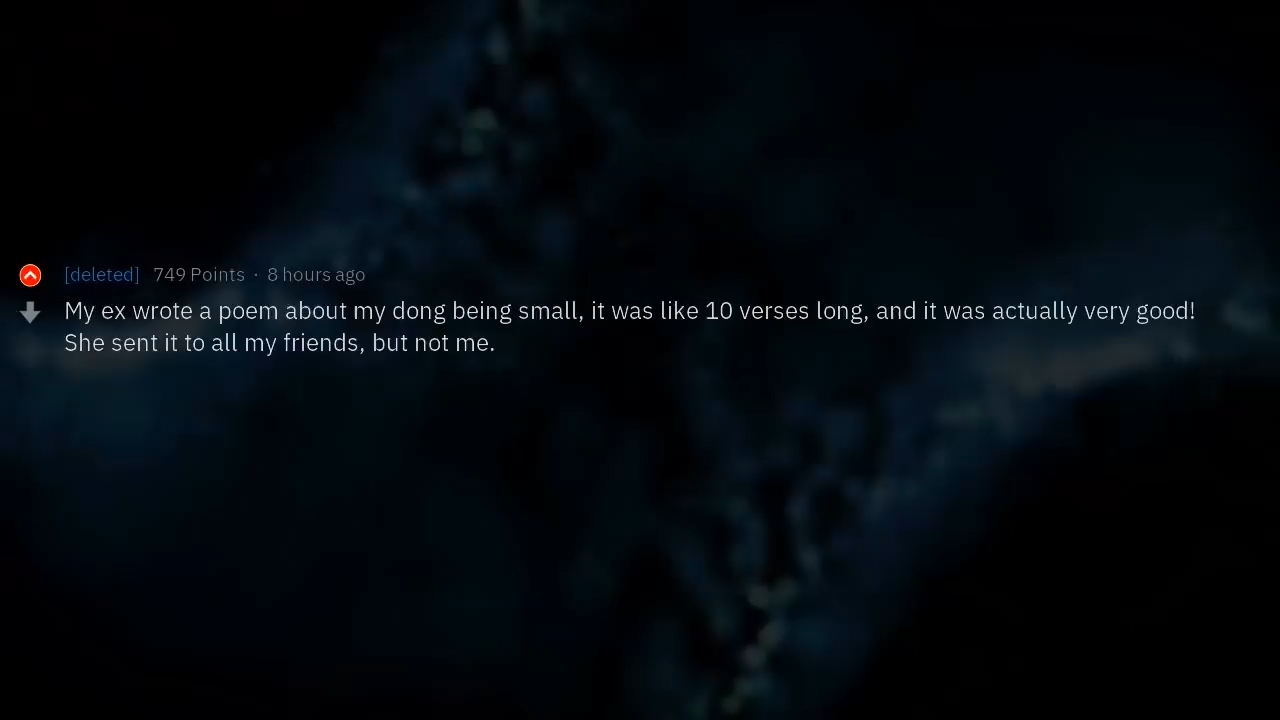 [deleted] 749 Points · 8 hours ago
My ex wrote a poem about my dong being small, it was like 10 verses long, and it was actually very good!
She sent it to all my friends, but not me.